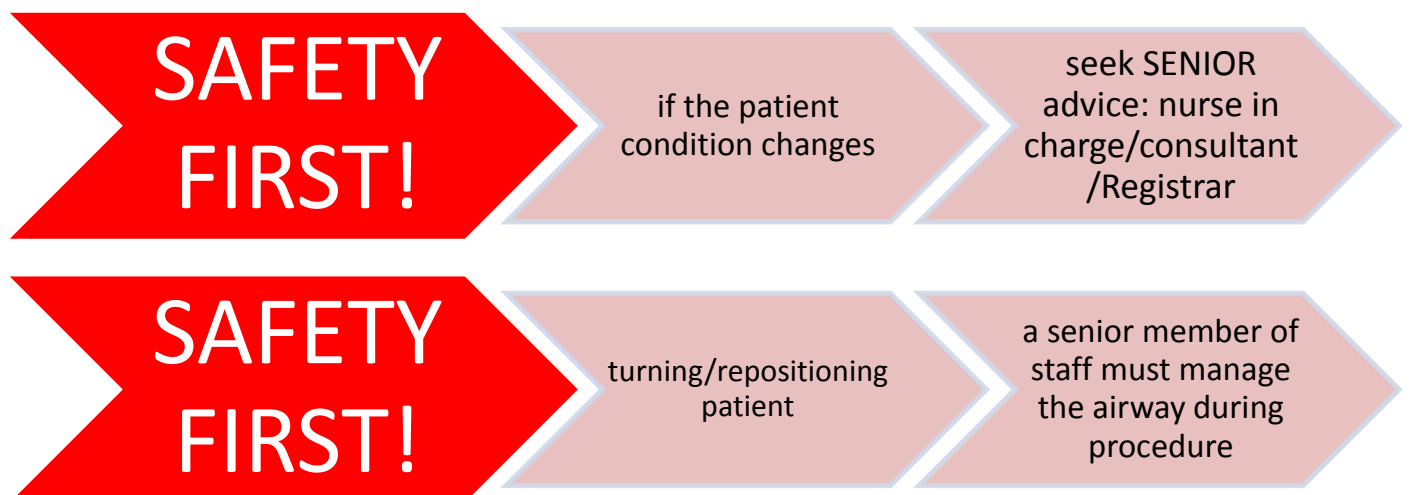 SAFETY
FIRST!
if the patient
condition changes
seek SENIOR
advice: nurse in
charge/consultant
/Registrar
SAFETY
FIRST!
turning/repositioning
patient
a senior member of
staff must manage
the airway during
procedure